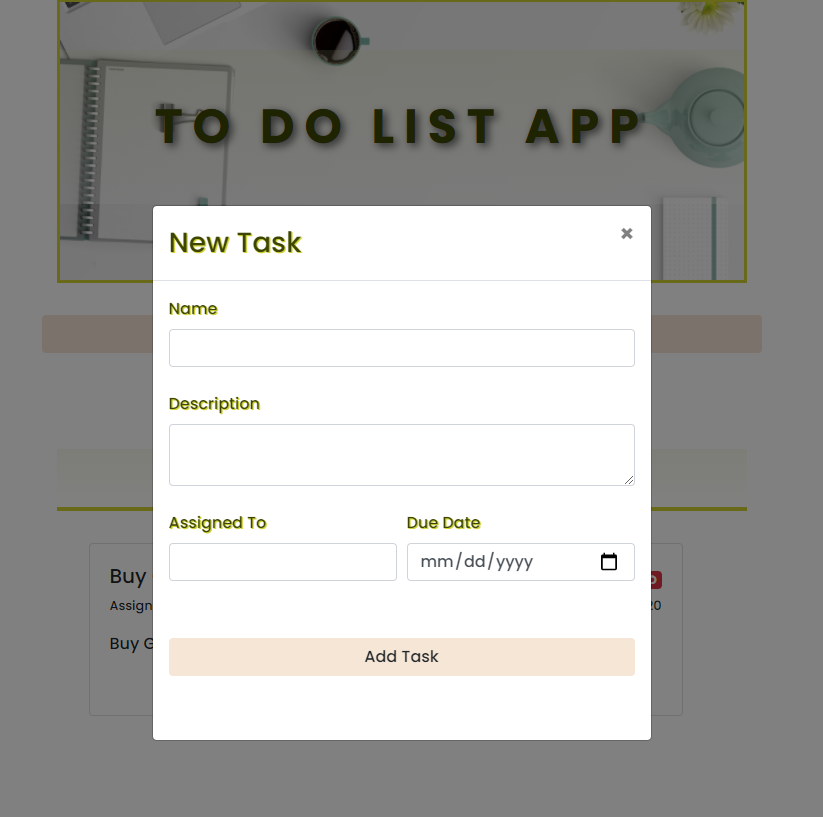 TO DO LIST APP
New Task ×
Name
Description
Assigned To Due Date
mm/dd/yyyy
Buy
Assign 20
Buy G
Add Task